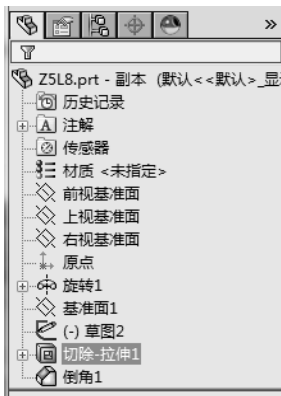 »
Z5L8.prt - 副本 (默认<<默认>_显
历史记录
A 注解
传感器
材质 <未指定>
前视基准面
上视基准面
右视基准面
原点
旋转1
基准面1
(-) 草图2
切除-拉伸1
倒角1